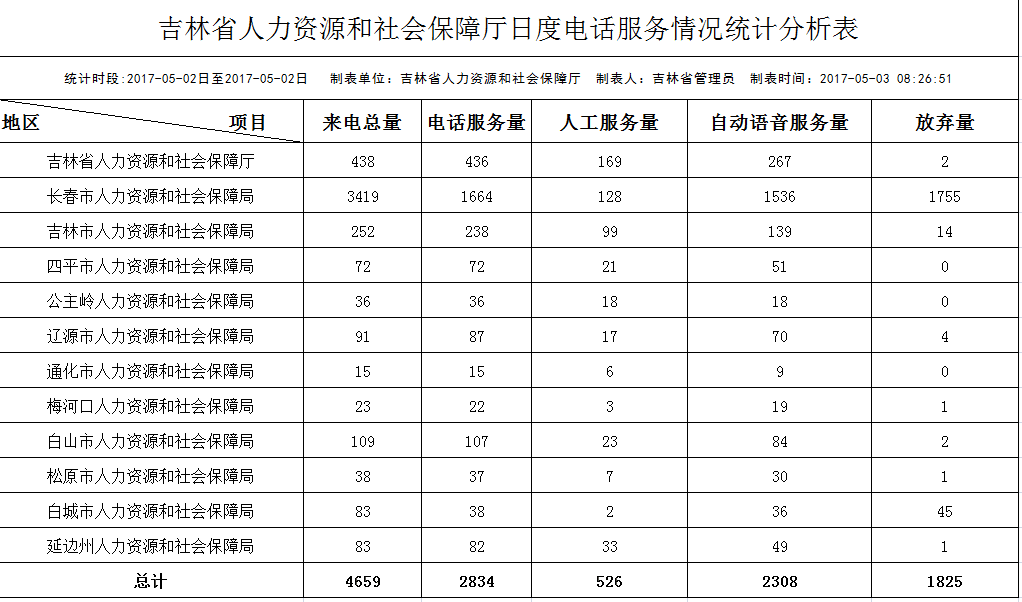 吉林省人力资源和社会保障厅日度电话服务情况统计分析表
统计时段:2017-05-02日至2017-05-02日 制表单位：吉林省人力资源和社会保障厅 制表人：吉林省管理员 制表时间：2017-05-03 08:26:51
地区 项目 来电总量 电话服务量 人工服务量 自动语音服务量 放弃量
吉林省人力资源和社会保障厅 438 436 169 267 2
长春市人力资源和社会保障局 3419 1664 128 1536 1755
吉林市人力资源和社会保障局 252 238 99 139 14
四平市人力资源和社会保障局 72 72 21 51 0
公主岭人力资源和社会保障局 36 36 18 18 0
辽源市人力资源和社会保障局 91 87 17 70 4
通化市人力资源和社会保障局 15 15 6 9 0
梅河口人力资源和社会保障局 23 22 3 19 1
白山市人力资源和社会保障局 109 107 23 84 2
松原市人力资源和社会保障局 38 37 7 30 1
白城市人力资源和社会保障局 83 38 2 36 45
延边州人力资源和社会保障局 83 82 33 49 1
总计 4659 2834 526 2308 1825